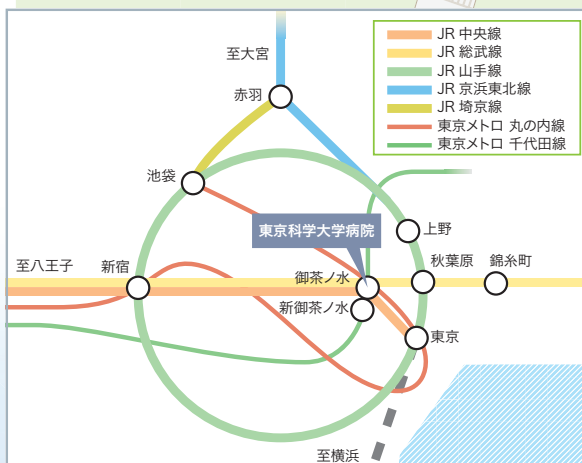 JR 中央線
JR 総武線
JR 山手線
JR 京浜東北線
JR 埼京線
東京メトロ 丸の内線
東京メトロ 千代田線
至大宮
赤羽
池袋
東京科学大学病院
上野
至八王子
新宿
御茶ノ水
秋葉原
錦糸町
新御茶ノ水
東京
至横浜